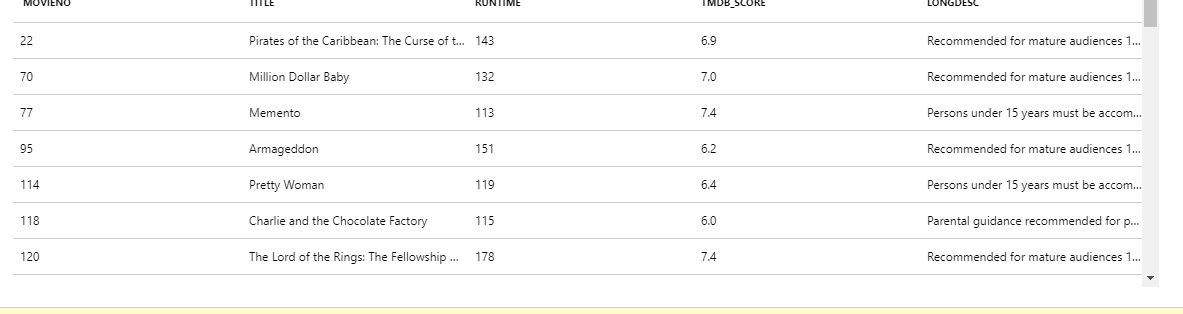 MOVIENO TITLE RUNTIME TMDB_SCORE LONGDESC
22 Pirates of the Caribbean: The Curse of t... 143 6.9 Recommended for mature audiences 1...
70 Million Dollar Baby 132 7.0 Recommended for mature audiences 1...
77 Memento 113 7.4 Persons under 15 years must be accom...
95 Armageddon 151 6.2 Recommended for mature audiences 1...
114 Pretty Woman 119 6.4 Persons under 15 years must be accom...
118 Charlie and the Chocolate Factory 115 6.0 Parental guidance recommended for p...
120 The Lord of the Rings: The Fellowship ... 178 7.4 Recommended for mature audiences 1...